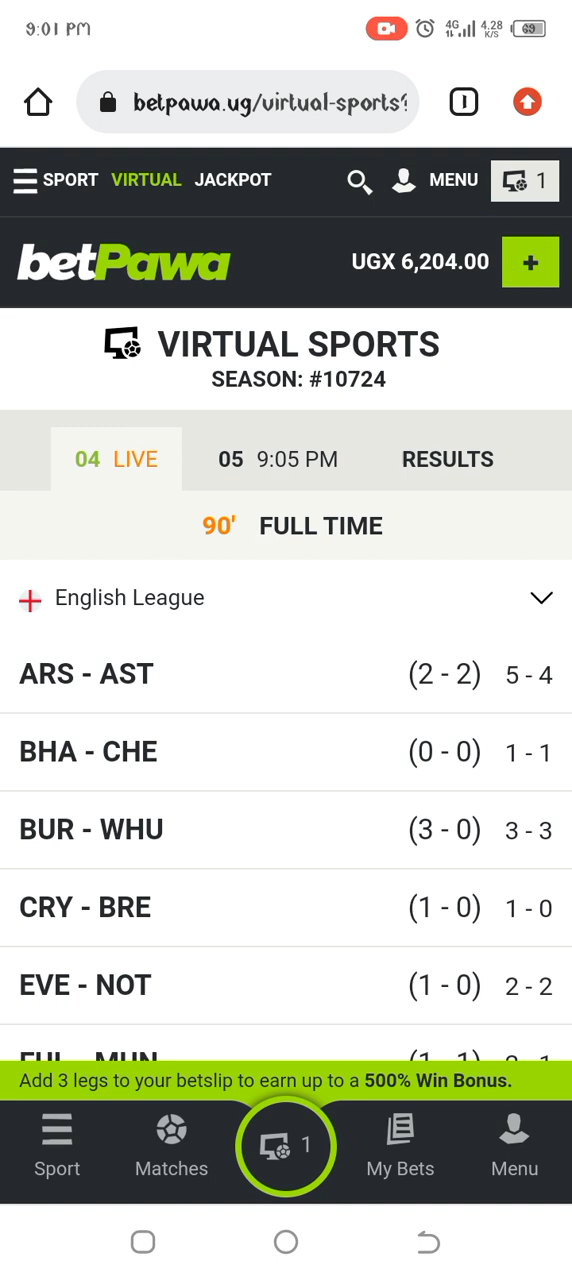 9:01 PM 4G 4.28 K/S 69
betpawa.ug/virtual-sports?
SPORT VIRTUAL JACKPOT MENU 1
betPawa UGX 6,204.00 +
VIRTUAL SPORTS
SEASON: #10724
04 LIVE 05 9:05 PM RESULTS
90' FULL TIME
English League
ARS - AST (2 - 2) 5 - 4
BHA - CHE (0 - 0) 1 - 1
BUR - WHU (3 - 0) 3 - 3
CRY - BRE (1 - 0) 1 - 0
EVE - NOT (1 - 0) 2 - 2
FUL - MUN (1 - 1)
Add 3 legs to your betslip to earn up to a 500% Win Bonus.
Sport Matches 1 My Bets Menu